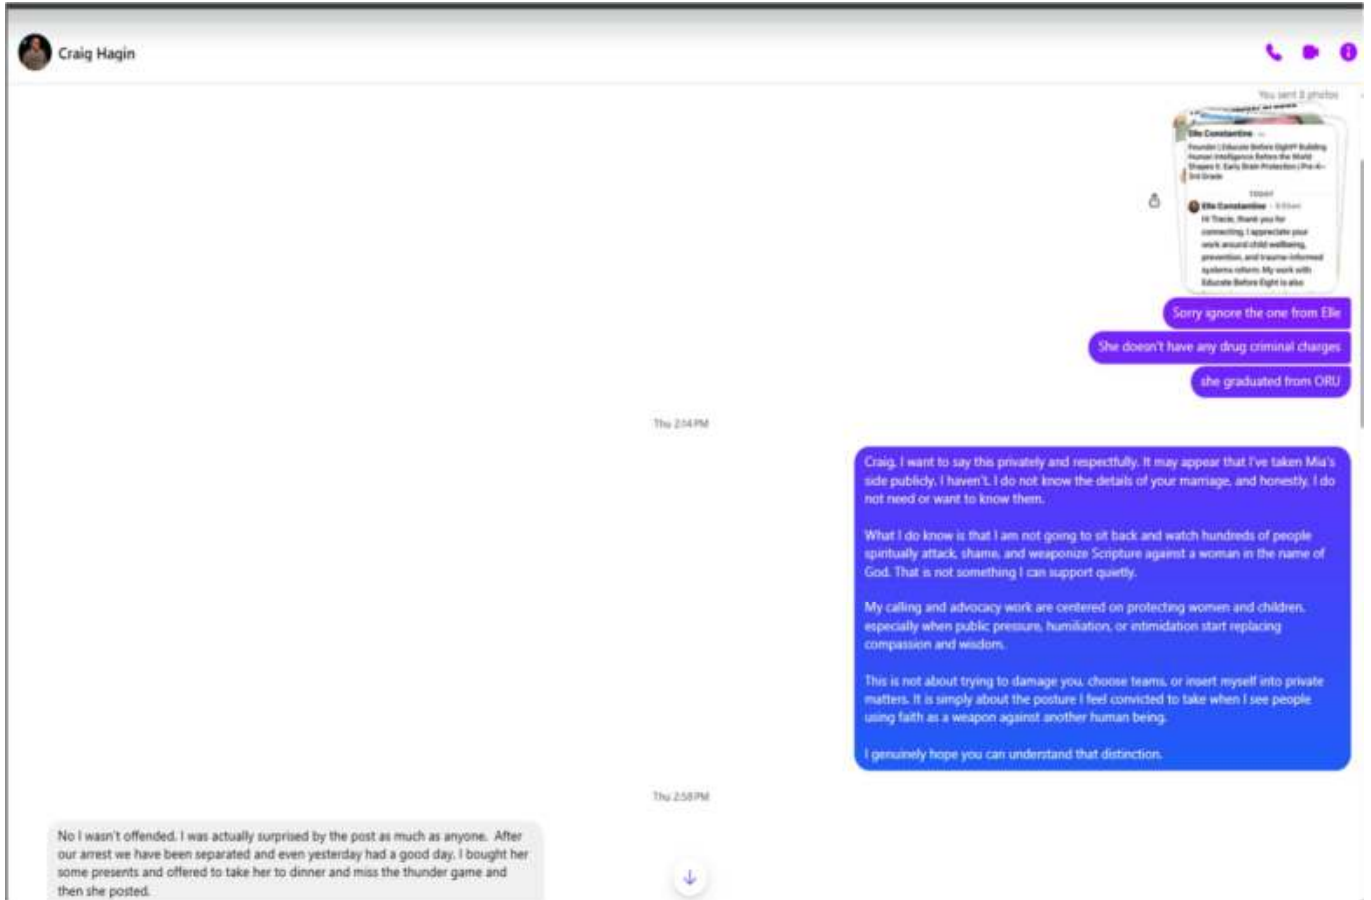 Craig Hagin
You sent 8 photos
Elle Constantine
Founder | Educate Before Eight® Building
Human Intelligence Before the World
Shapes It. Early Brain Protection | Pre-K–
3rd Grade
TODAY
Elle Constantine
Hi Tracie, thank you for
connecting. I appreciate your
work around child wellbeing,
prevention, and trauma-informed
systems reform. My work with
Educate Before Eight is also
Sorry ignore the one from Elle
She doesn't have any drug criminal charges
she graduated from ORU
Thu 2:14 PM
Craig, I want to say this privately and respectfully. It may appear that I've taken Mia's
side publicly. I haven't. I do not know the details of your marriage, and honestly, I do
not need or want to know them.
What I do know is that I am not going to sit back and watch hundreds of people
spiritually attack, shame, and weaponize Scripture against a woman in the name of
God. That is not something I can support quietly.
My calling and advocacy work are centered on protecting women and children,
especially when public pressure, humiliation, or intimidation start replacing
compassion and wisdom.
This is not about trying to damage you, choose teams, or insert myself into private
matters. It is simply about the posture I feel convicted to take when I see people
using faith as a weapon against another human being.
I genuinely hope you can understand that distinction.
Thu 2:58 PM
No I wasn't offended. I was actually surprised by the post as much as anyone. After
our arrest we have been separated and even yesterday had a good day. I bought her
some presents and offered to take her to dinner and miss the thunder game and
then she posted.